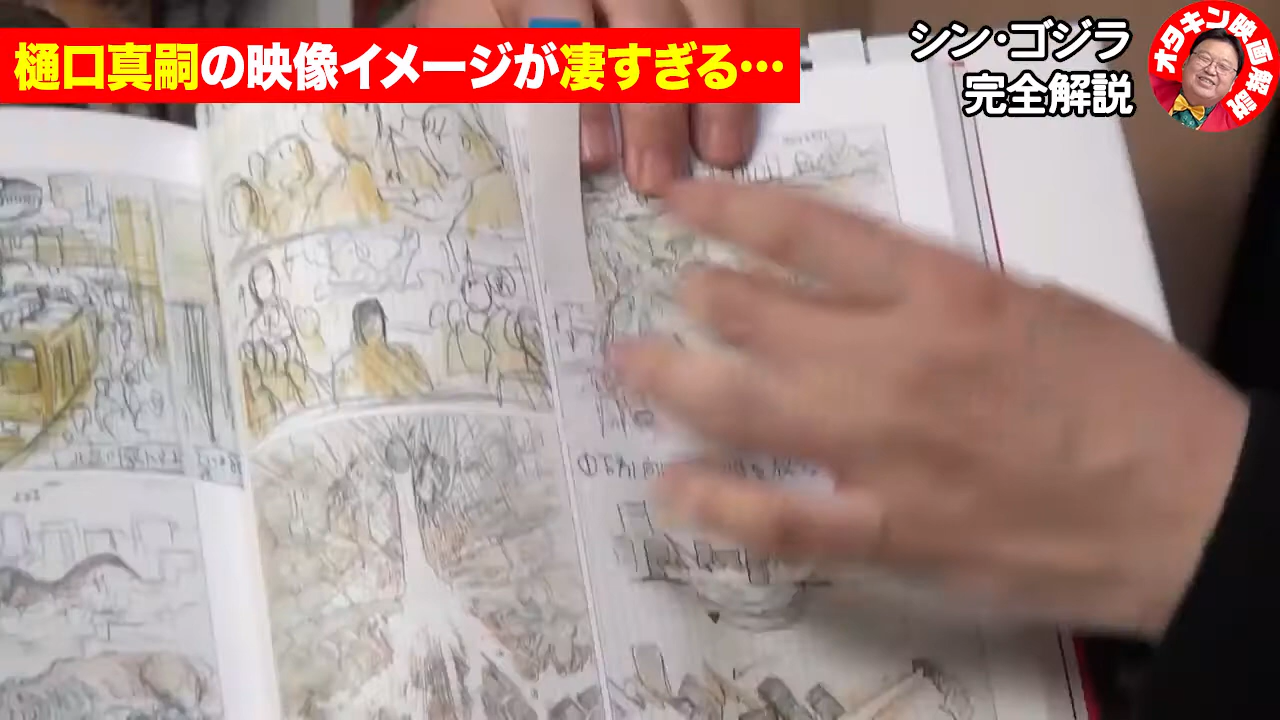 樋口真嗣の映像イメージが凄すぎる…
シン・ゴジラ
完全解説
オタキン映画解説